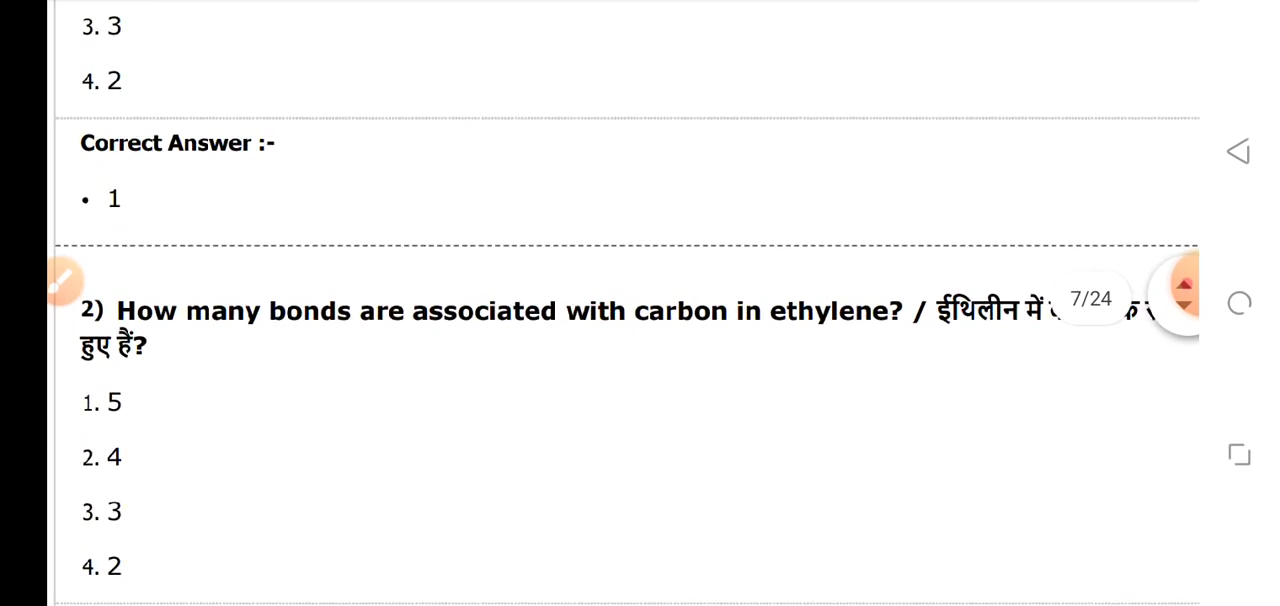 3. 3
4. 2
Correct Answer :-
• 1
2) How many bonds are associated with carbon in ethylene? / ईथिलीन में
7/24
हुए हैं?
1. 5
2. 4
3. 3
4. 2